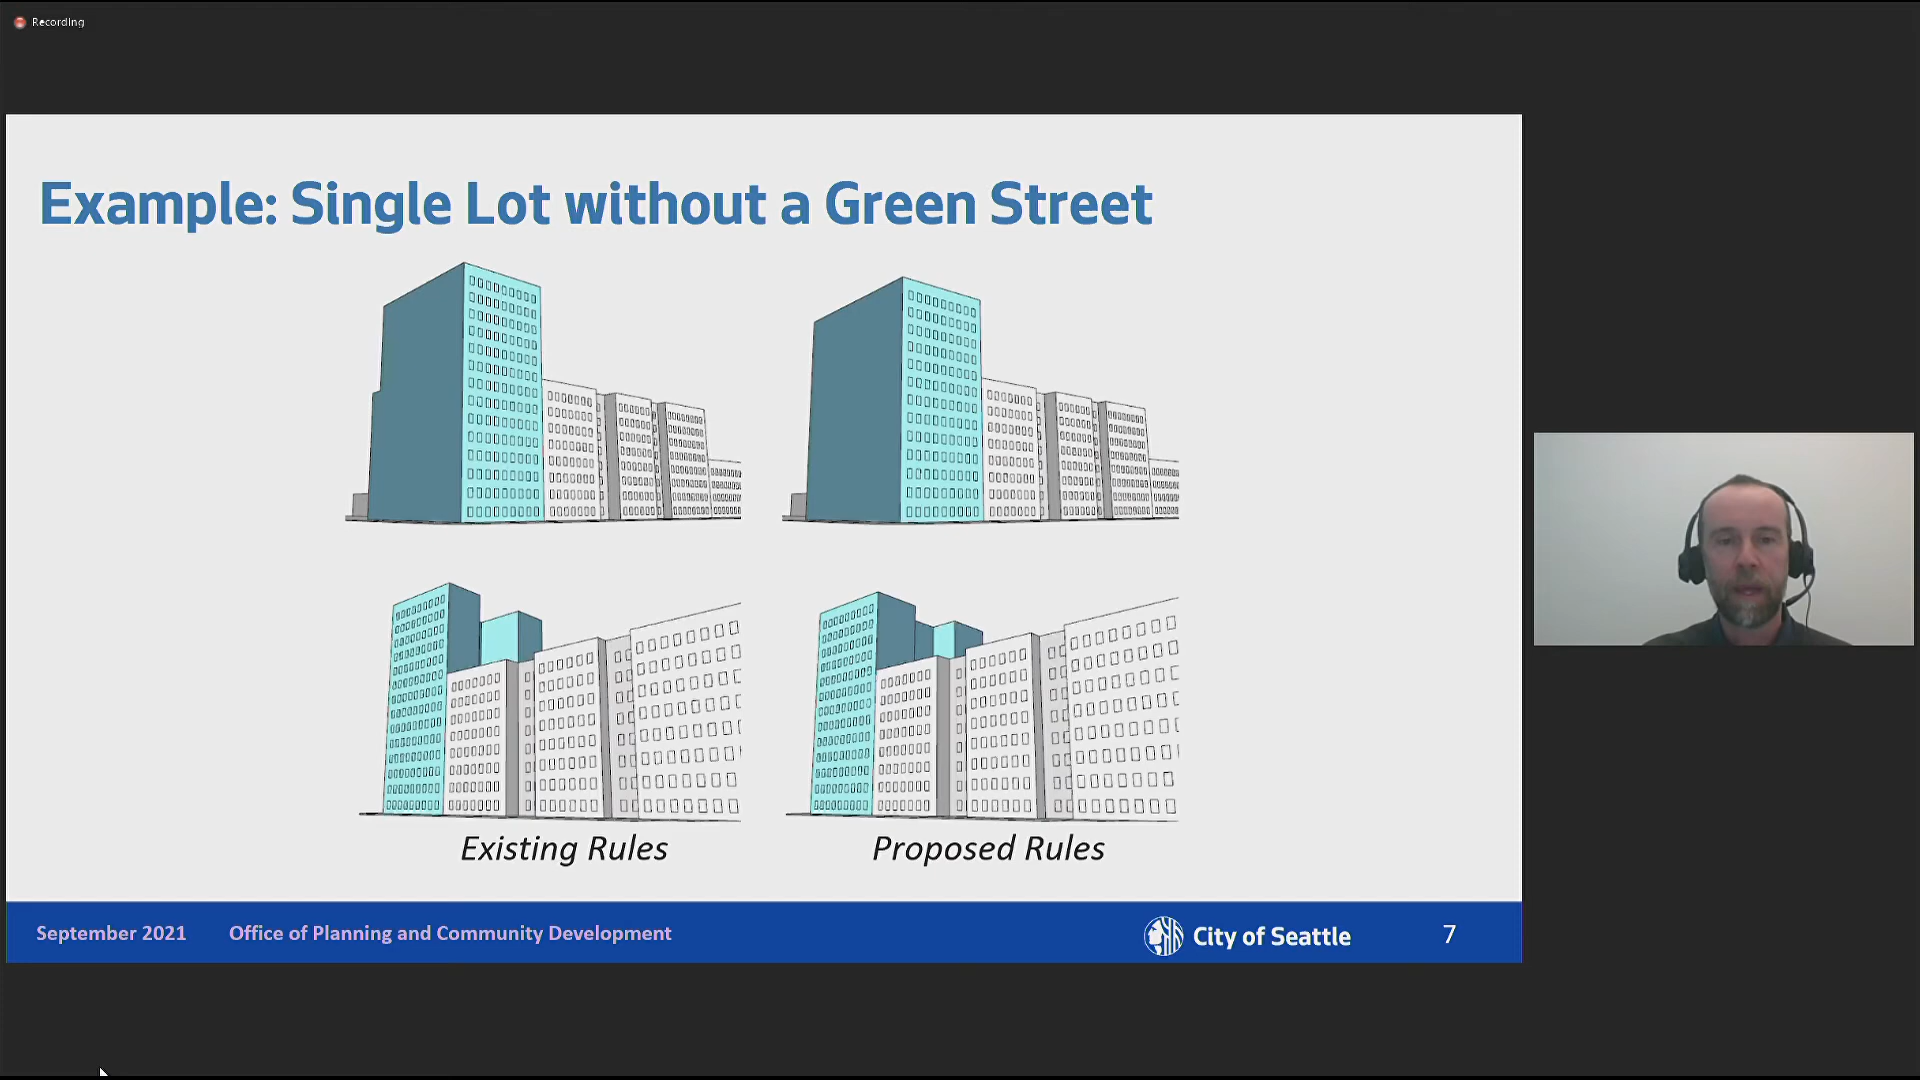 Recording
Example: Single Lot without a Green Street
Existing Rules
Proposed Rules
September 2021
Office of Planning and Community Development
City of Seattle
7